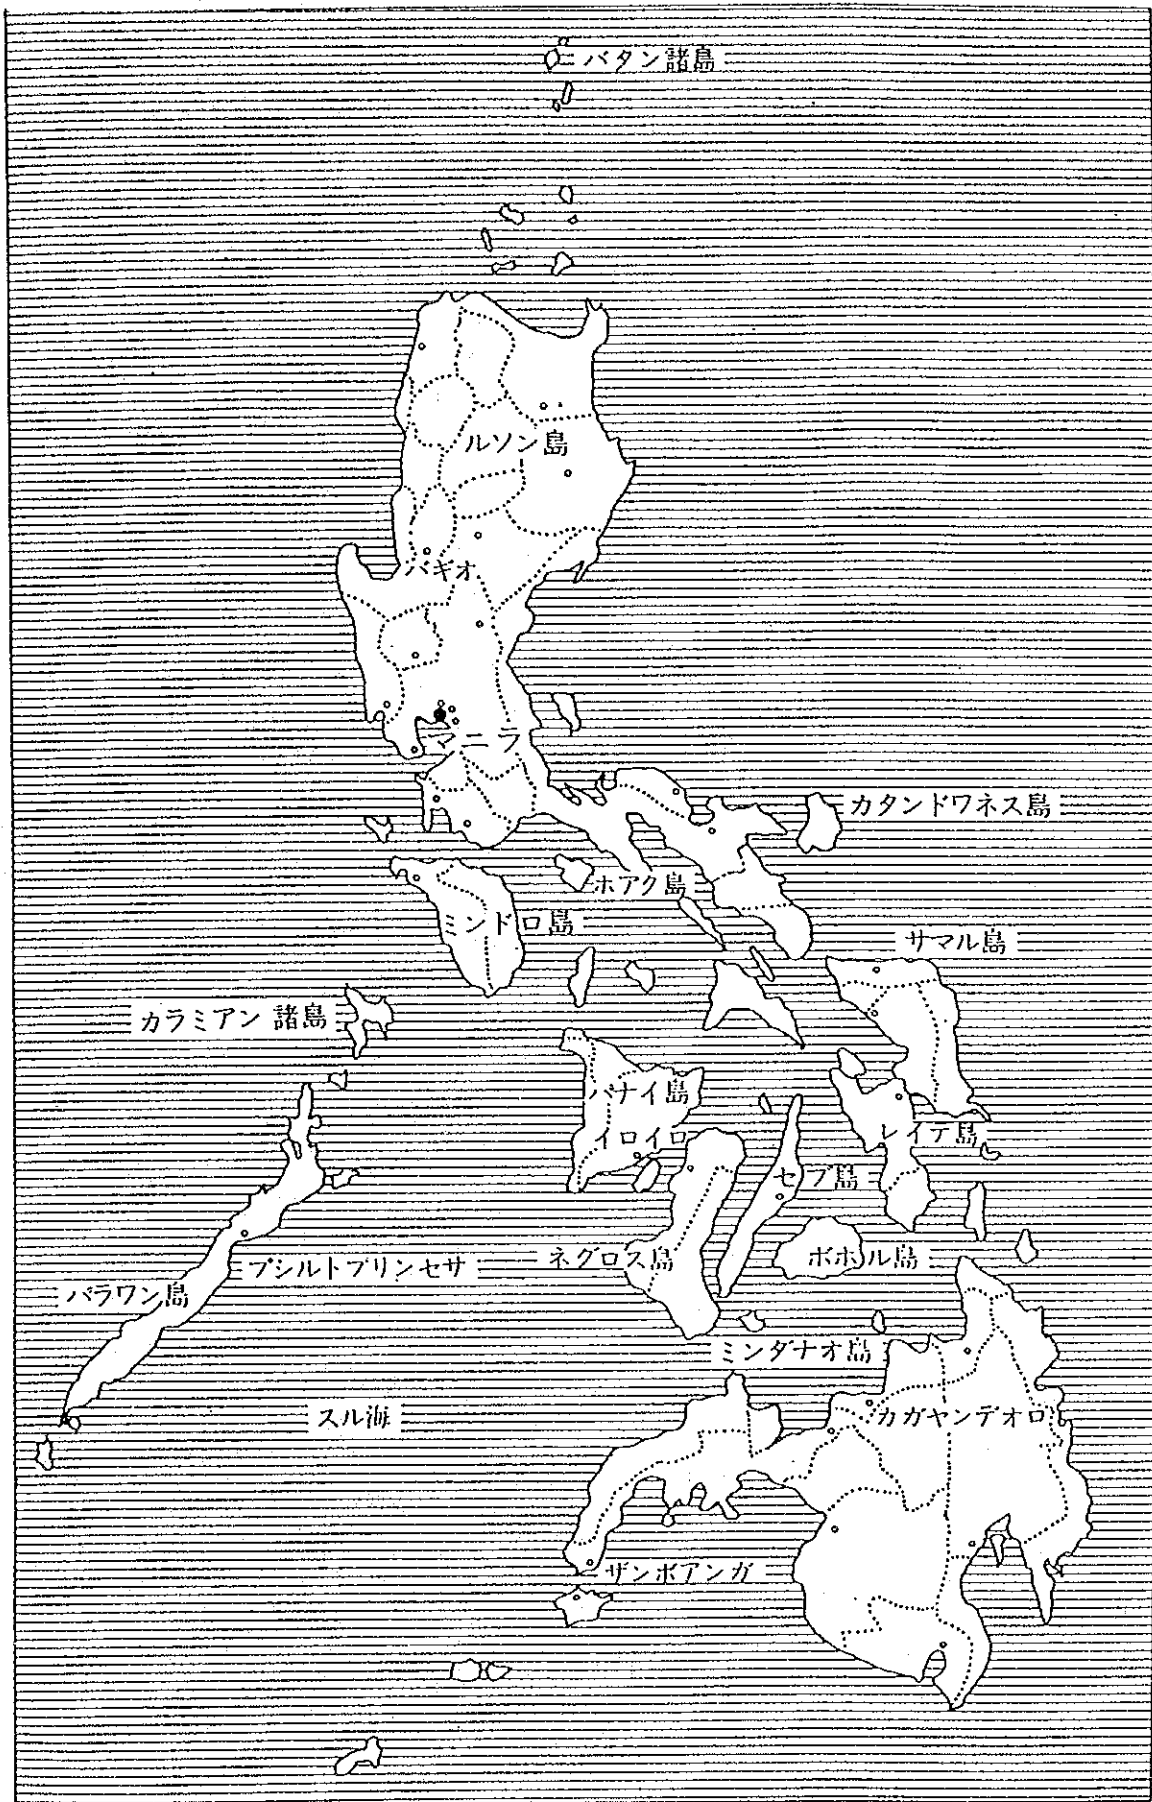 バタン諸島
ルソン島
バギオ
マニラ
カタンドワネス島
ホアク島
ミンドロ島
サマル島
カラミアン諸島
パナイ島
イロイロ
レイテ島
セブ島
ネグロス島
ボホル島
プシルトプリンセサ
パラワン島
ミンダナオ島
スル海
カガヤンデオロ
ザンボアンガ